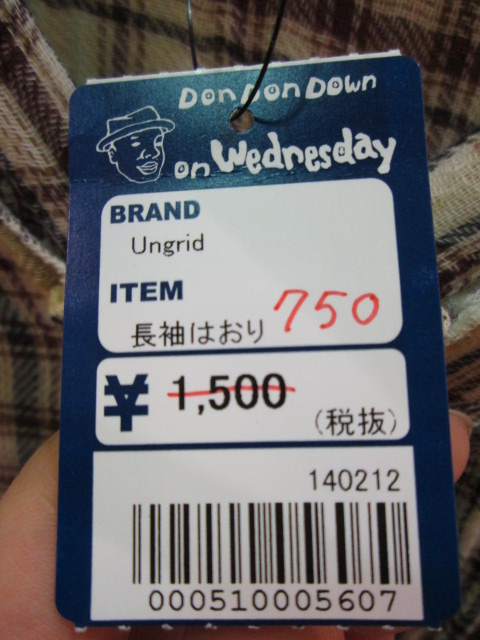 Don Don Down
on Wednesday
BRAND
Ungrid
ITEM
長袖はおり 750
¥ 1,500
(税抜)
140212
000510005607